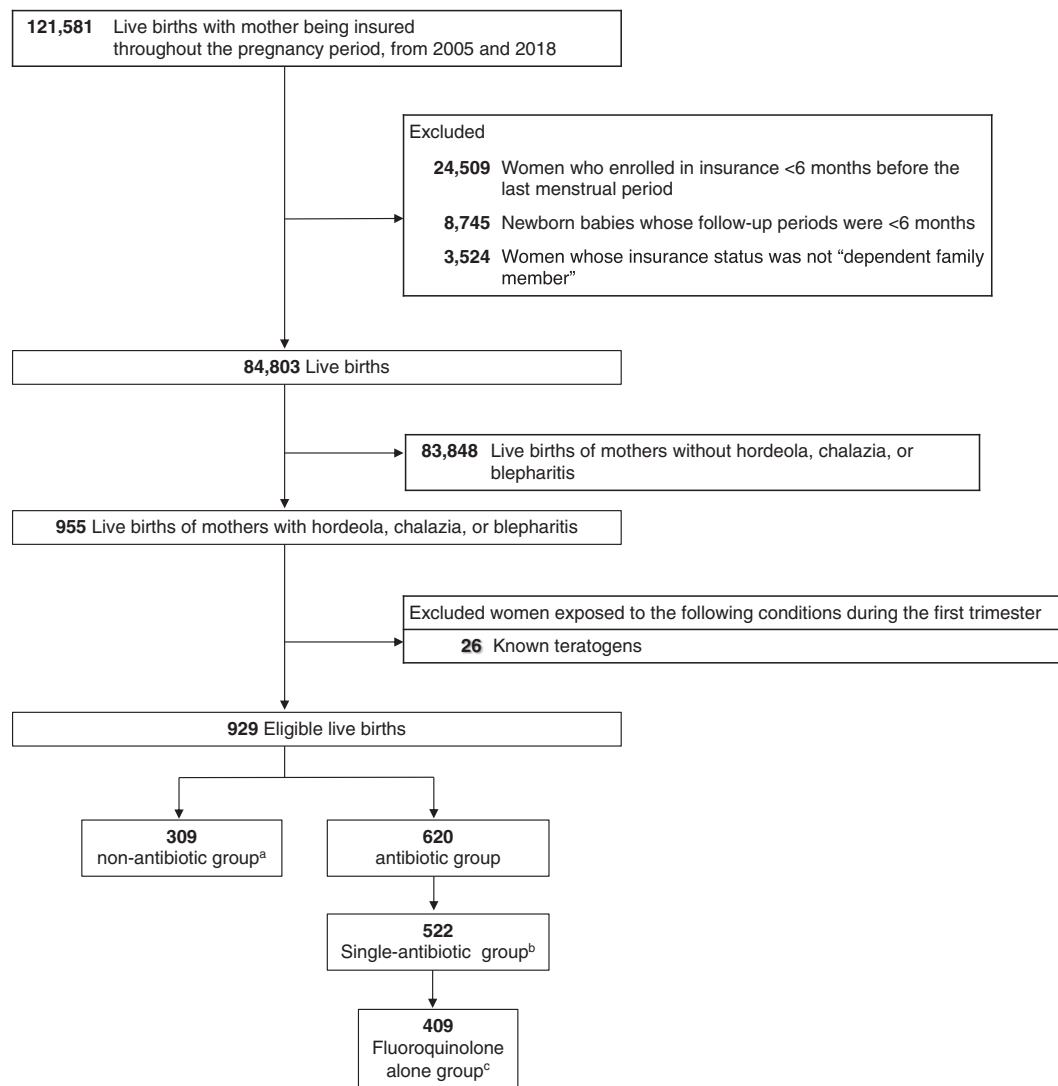 121,581 Live births with mother being insured
throughout the pregnancy period, from 2005 and 2018
Excluded
24,509 Women who enrolled in insurance <6 months before the
last menstrual period
8,745 Newborn babies whose follow-up periods were <6 months
3,524 Women whose insurance status was not “dependent family
member”
84,803 Live births
83,848 Live births of mothers without hordeola, chalazia, or
blepharitis
955 Live births of mothers with hordeola, chalazia, or blepharitis
Excluded women exposed to the following conditions during the first trimester
26 Known teratogens
929 Eligible live births
309
non-antibiotic groupᵃ
620
antibiotic group
522
Single-antibiotic groupᵇ
409
Fluoroquinolone
alone groupᶜ